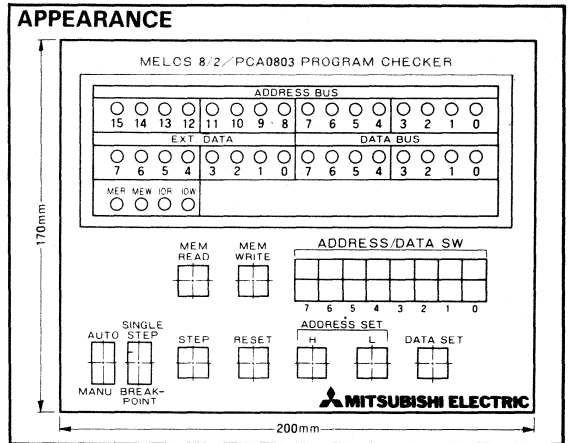 APPEARANCE
MELCS 8/2/PCA0803 PROGRAM CHECKER
ADDRESS BUS
15 14 13 12 11 10 9 8 7 6 5 4 3 2 1 0
EXT. DATA DATA BUS
7 6 5 4 3 2 1 0 7 6 5 4 3 2 1 0
MER MEW IOR IOW
170mm
MEM READ
MEM WRITE
ADDRESS/DATA SW
7 6 5 4 3 2 1 0
AUTO
MANU
SINGLE STEP
BREAK-
POINT
STEP
RESET
ADDRESS SET
H L
DATA SET
MITSUBISHI ELECTRIC
200mm